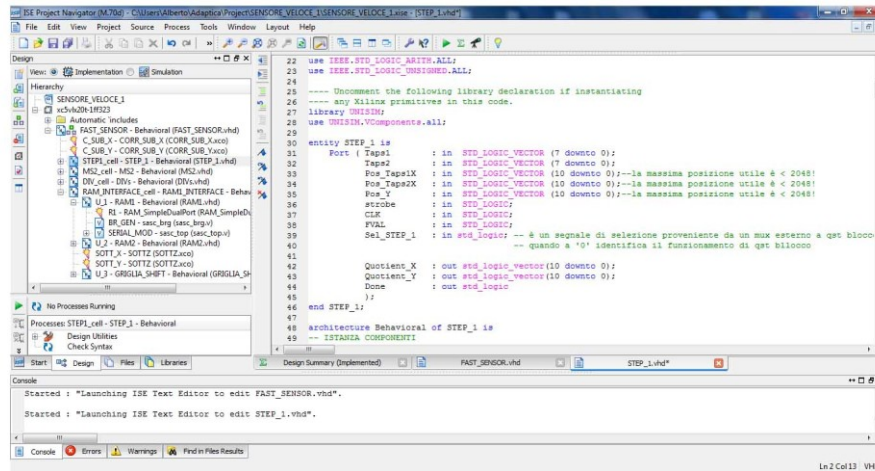 ISE Project Navigator (M.70d) - C:\Users\Alberto\Adaptica\Project\SENSORE_VELOCE_1\SENSORE_VELOCE_1.xise - [STEP_1.vhd*]
File Edit View Project Source Process Tools Window Layout Help
Design
View: Implementation Simulation
Hierarchy
SENSORE_VELOCE_1
xc5vlx20t-1ff323
Automatic `includes
FAST_SENSOR - Behavioral (FAST_SENSOR.vhd)
C_SUB_X - CORR_SUB_X (CORR_SUB_X.xco)
C_SUB_Y - CORR_SUB_Y (CORR_SUB_Y.xco)
STEP1_cell - STEP_1 - Behavioral (STEP_1.vhd)
MS2_cell - MS2 - Behavioral (MS2.vhd)
DIV_cell - DIVs - Behavioral (DIVs.vhd)
RAM_INTERFACE_cell - RAM1_INTERFACE - Behav
U_1 - RAM1 - Behavioral (RAM1.vhd)
R1 - RAM_SimpleDualPort (RAM_SimpleDu
BR_GEN - sasc_brg (sasc_brg.v)
SERIAL_MOD - sasc_top (sasc_top.v)
U_2 - RAM2 - Behavioral (RAM2.vhd)
SOTT_X - SOTTZ (SOTTZ.xco)
SOTT_Y - SOTTZ (SOTTZ.xco)
U_3 - GRIGLIA_SHIFT - Behavioral (GRIGLIA_SH
No Processes Running
Processes: STEP1_cell - STEP_1 - Behavioral
Design Utilities
Check Syntax
Start Design Files Libraries
22 use IEEE.STD_LOGIC_ARITH.ALL;
23 use IEEE.STD_LOGIC_UNSIGNED.ALL;
24
25 ---- Uncomment the following library declaration if instantiating
26 ---- any Xilinx primitives in this code.
27 library UNISIM;
28 use UNISIM.VComponents.all;
29
30 entity STEP_1 is
31 Port ( Taps1 : in STD_LOGIC_VECTOR (7 downto 0);
32 Taps2 : in STD_LOGIC_VECTOR (7 downto 0);
33 Pos_Taps1X : in STD_LOGIC_VECTOR (10 downto 0);--la massima posizione utile è < 2048!
34 Pos_Taps2X : in STD_LOGIC_VECTOR (10 downto 0);--la massima posizione utile è < 2048!
35 Pos_Y : in STD_LOGIC_VECTOR (10 downto 0);--la massima posizione utile è < 2048!
36 strobe : in STD_LOGIC;
37 CLK : in STD_LOGIC;
38 FVAL : in STD_LOGIC;
39 Sel_STEP_1 : in std_logic; -- è un segnale di selezione proveniente da un mux esterno a qst blocco
40 -- quando a '0' identifica il funzionamento di qst bilocco
41
42 Quotient_X : out std_logic_vector(10 downto 0);
43 Quotient_Y : out std_logic_vector(10 downto 0);
44 Done : out std_logic
45 );
46 end STEP_1;
47
48 architecture Behavioral of STEP_1 is
49 -- ISTANZA COMPONENTI
Design Summary (Implemented) FAST_SENSOR.vhd STEP_1.vhd*
Console
Started : "Launching ISE Text Editor to edit FAST_SENSOR.vhd".
Started : "Launching ISE Text Editor to edit STEP_1.vhd".
Console Errors Warnings Find in Files Results
Ln 2 Col 13 VH